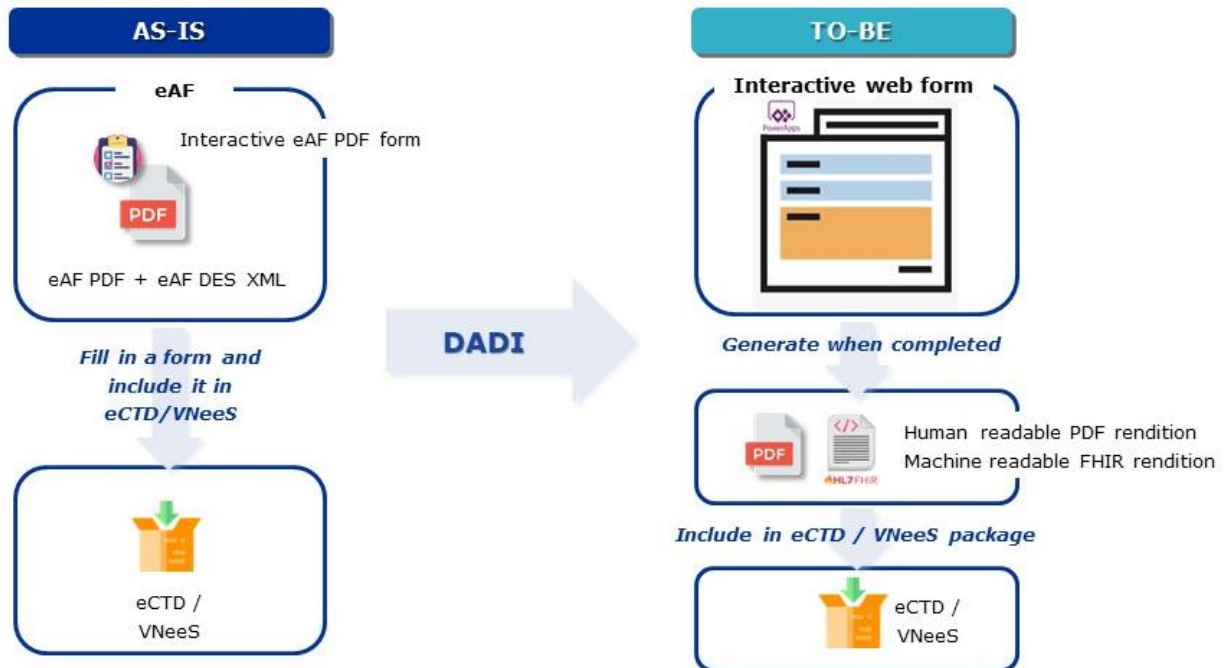 AS-IS
eAF
Interactive eAF PDF form
PDF
eAF PDF + eAF DES XML
Fill in a form and
include it in
eCTD/VNeeS
eCTD /
VNeeS
DADI
TO-BE
Interactive web form
PowerApps
Generate when completed
PDF
</>
HL7 FHIR
Human readable PDF rendition
Machine readable FHIR rendition
Include in eCTD / VNeeS package
eCTD /
VNeeS